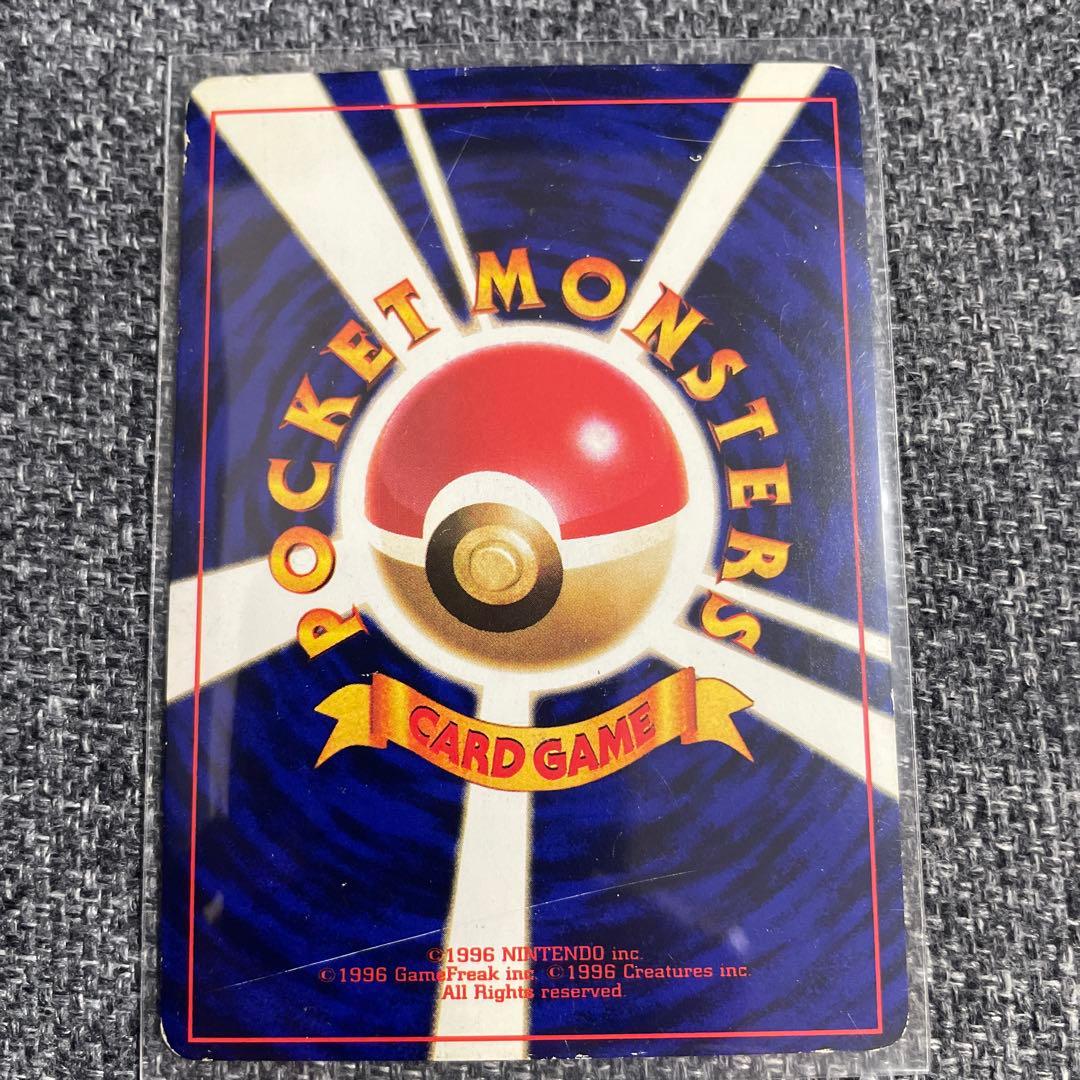 POCKET MONSTERS
CARD GAME
©1996 NINTENDO inc.
©1996 GameFreak inc. ©1996 Creatures inc.
All Rights reserved.